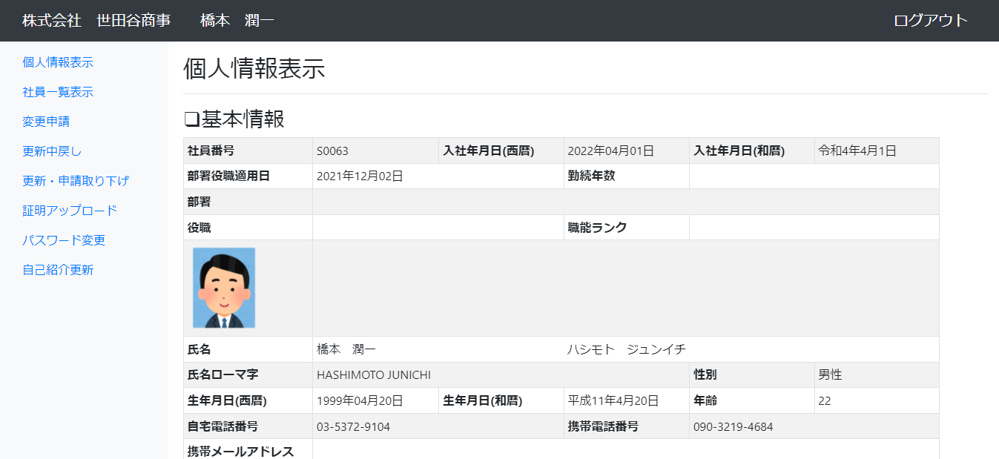 株式会社　世田谷商事　　橋本　潤一 ログアウト
個人情報表示
社員一覧表示
変更申請
更新中戻し
更新・申請取り下げ
証明アップロード
パスワード変更
自己紹介更新
個人情報表示
❏基本情報
社員番号 S0063 入社年月日(西暦) 2022年04月01日 入社年月日(和暦) 令和4年4月1日
部署役職適用日 2021年12月02日 勤続年数
部署
役職 職能ランク
氏名 橋本　潤一 ハシモト　ジュンイチ
氏名ローマ字 HASHIMOTO JUNICHI 性別 男性
生年月日(西暦) 1999年04月20日 生年月日(和暦) 平成11年4月20日 年齢 22
自宅電話番号 03-5372-9104 携帯電話番号 090-3219-4684
携帯メールアドレス